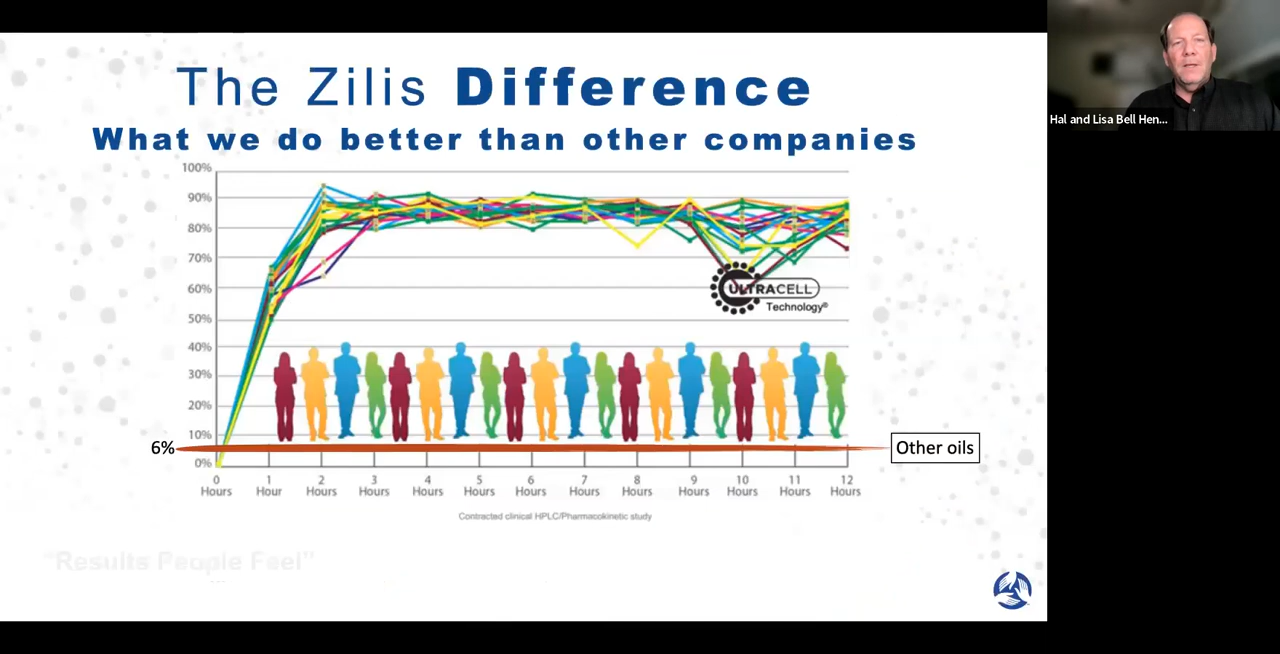 The Zilis Difference
What we do better than other companies
100%
90%
80%
70%
60%
50%
40%
30%
20%
10%
6%
0%
ULTRACELL
Technology®
Other oils
0 1 2 3 4 5 6 7 8 9 10 11 12
Hours Hour Hours Hours Hours Hours Hours Hours Hours Hours Hours Hours Hours
Contracted clinical HPLC/Pharmacokinetic study
"Results People Feel"
Hal and Lisa Bell Hen...